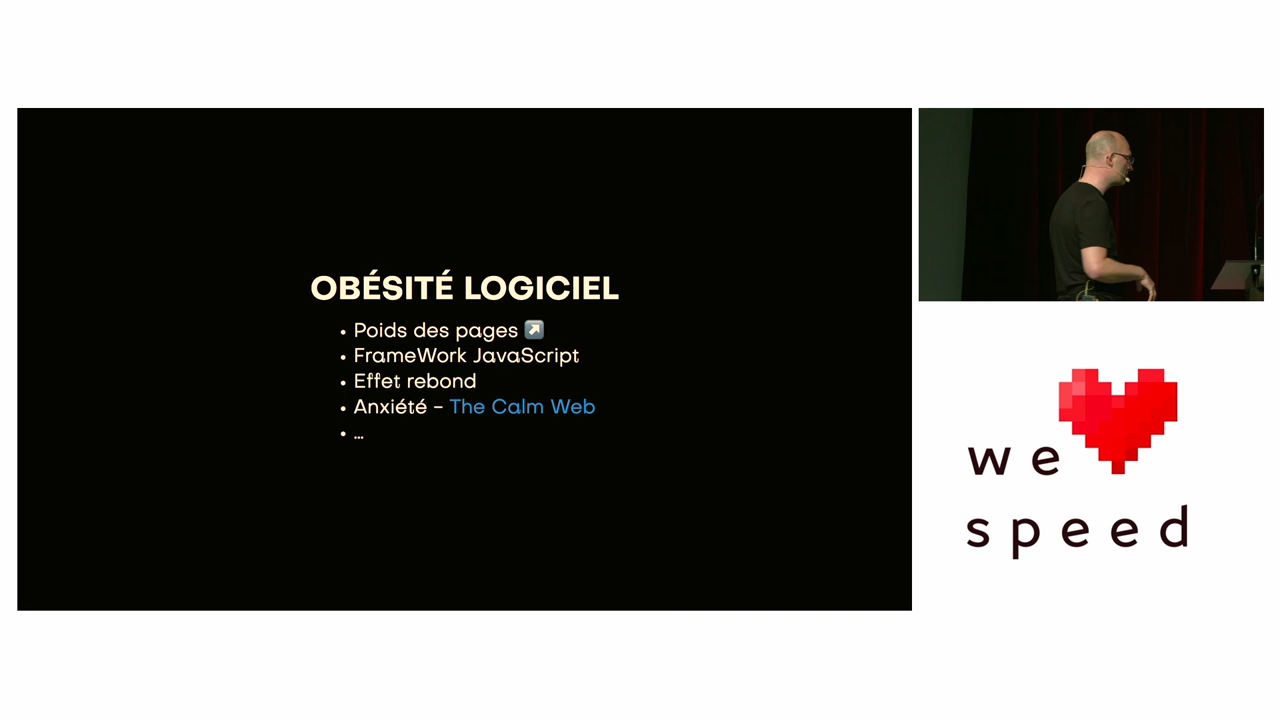 OBÉSITÉ LOGICIEL
• Poids des pages ↗️
• FrameWork JavaScript
• Effet rebond
• Anxiété - The Calm Web
• ...
we
speed